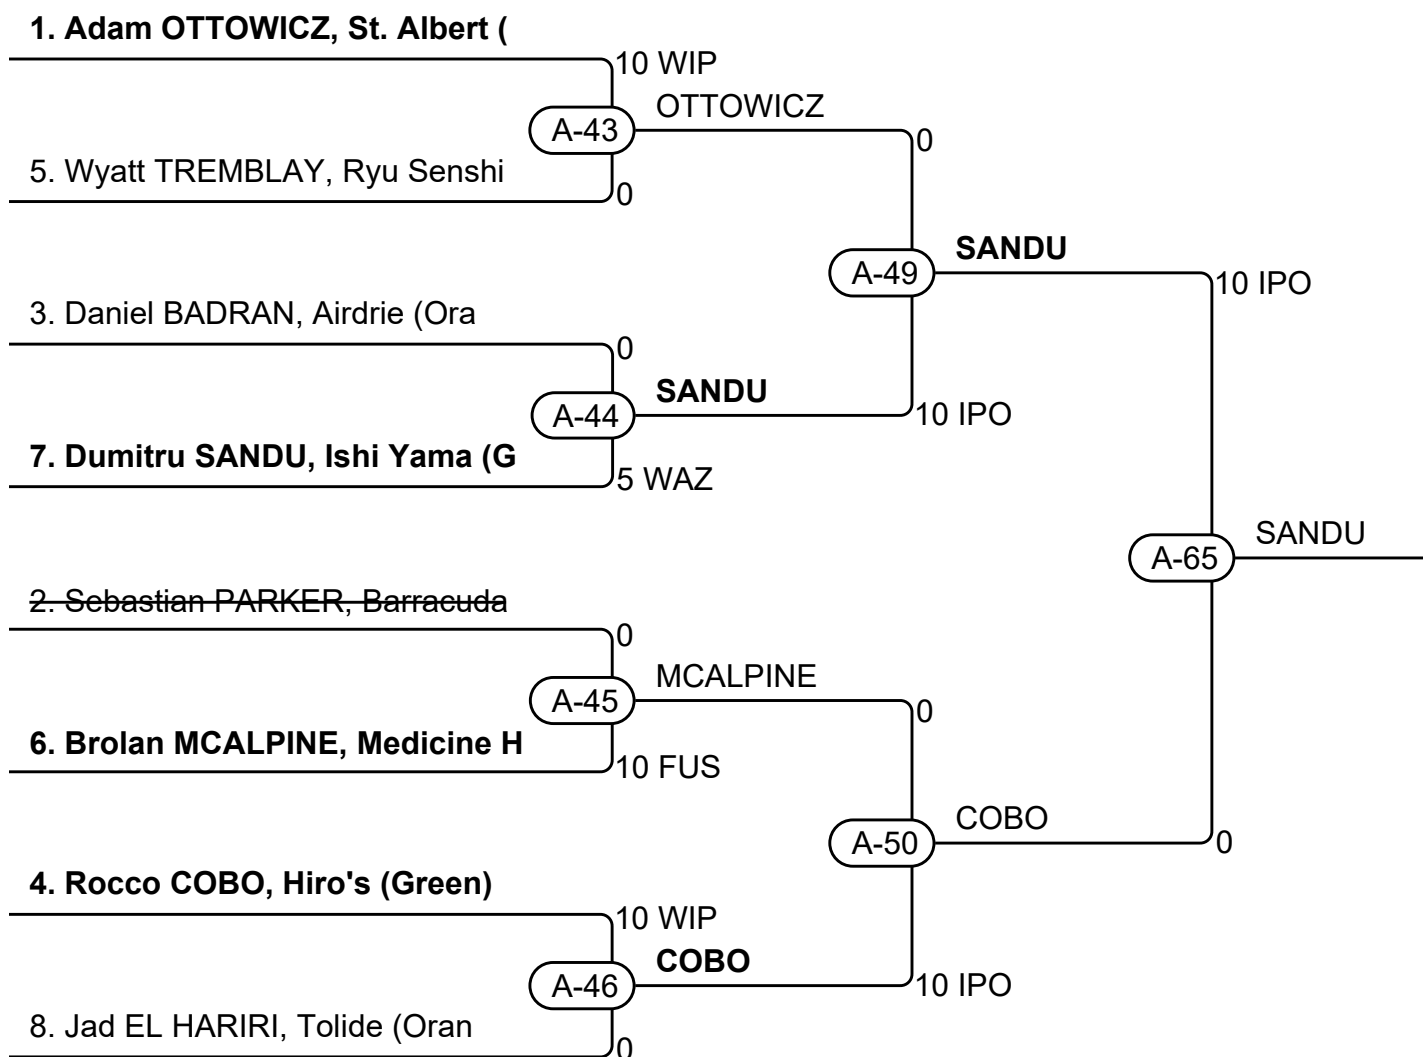 1. Adam OTTOWICZ, St. Albert (
10 WIP
OTTOWICZ
A-43
0
5. Wyatt TREMBLAY, Ryu Senshi
0
SANDU
A-49
10 IPO
3. Daniel BADRAN, Airdrie (Ora
0
SANDU
A-44
10 IPO
7. Dumitru SANDU, Ishi Yama (G
5 WAZ
SANDU
A-65
2. Sebastian PARKER, Barracuda
0
MCALPINE
A-45
0
6. Brolan MCALPINE, Medicine H
10 FUS
COBO
A-50
0
4. Rocco COBO, Hiro's (Green)
10 WIP
COBO
A-46
10 IPO
8. Jad EL HARIRI, Tolide (Oran
0